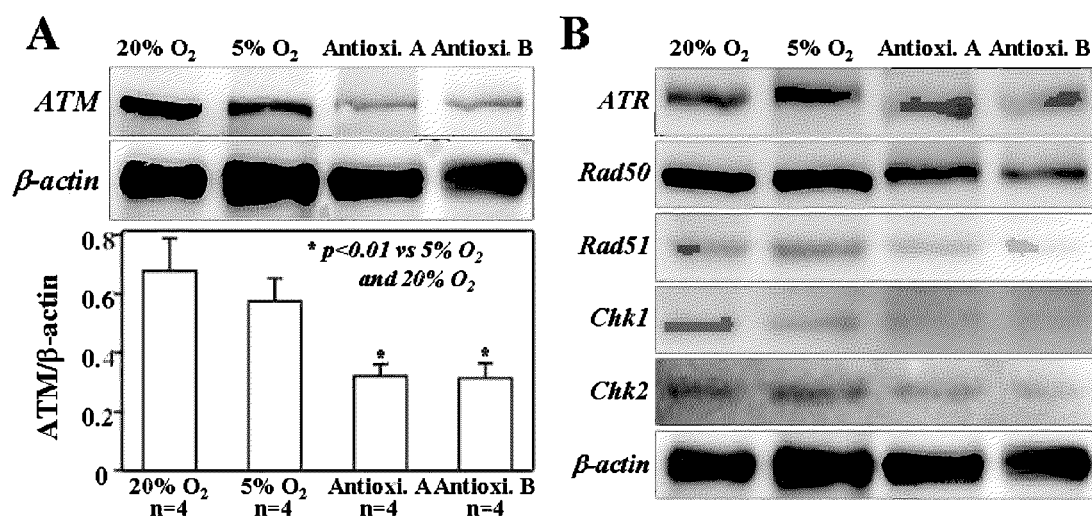 A
20% O₂ 5% O₂ Antioxi. A Antioxi. B
ATM
β-actin
0.8
0.6
0.4
0.2
0
ATM/β-actin
* p<0.01 vs 5% O₂
and 20% O₂
* *
20% O₂ 5% O₂ Antioxi. A Antioxi. B
n=4 n=4 n=4 n=4
B
20% O₂ 5% O₂ Antioxi. A Antioxi. B
ATR
Rad50
Rad51
Chk1
Chk2
β-actin